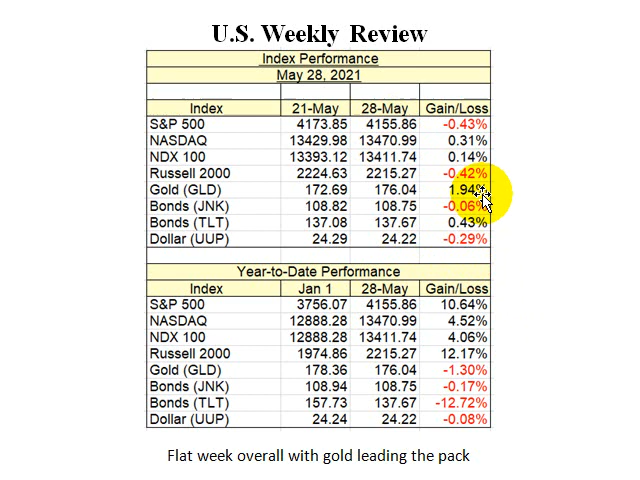 U.S. Weekly Review
Index Performance
May 28, 2021
Index 21-May 28-May Gain/Loss
S&P 500 4173.85 4155.86 -0.43%
NASDAQ 13429.98 13470.99 0.31%
NDX 100 13393.12 13411.74 0.14%
Russell 2000 2224.63 2215.27 -0.42%
Gold (GLD) 172.69 176.04 1.94%
Bonds (JNK) 108.82 108.75 -0.06%
Bonds (TLT) 137.08 137.67 0.43%
Dollar (UUP) 24.29 24.22 -0.29%
Year-to-Date Performance
Index Jan 1 28-May Gain/Loss
S&P 500 3756.07 4155.86 10.64%
NASDAQ 12888.28 13470.99 4.52%
NDX 100 12888.28 13411.74 4.06%
Russell 2000 1974.86 2215.27 12.17%
Gold (GLD) 178.36 176.04 -1.30%
Bonds (JNK) 108.94 108.75 -0.17%
Bonds (TLT) 157.73 137.67 -12.72%
Dollar (UUP) 24.24 24.22 -0.08%
Flat week overall with gold leading the pack